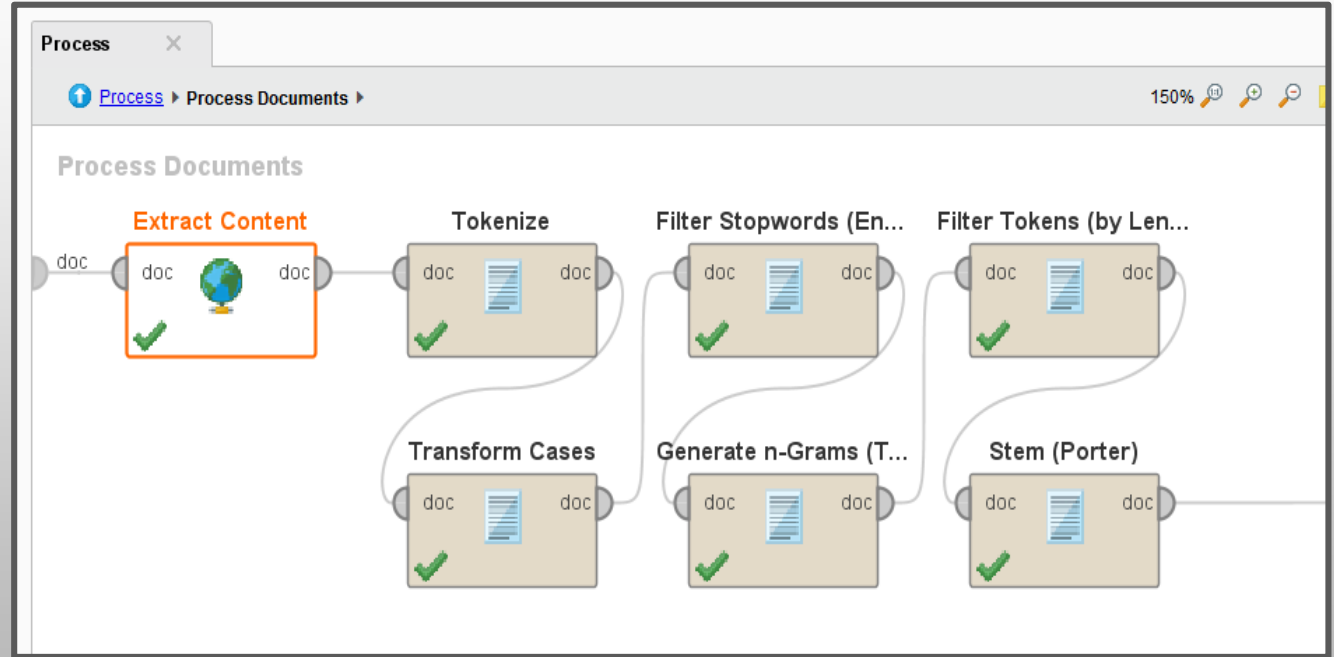 Process
Process Process Documents
150%
Process Documents
Extract Content
Tokenize
Filter Stopwords (En...
Filter Tokens (by Len...
doc
doc doc
doc doc
doc doc
doc doc
Transform Cases
Generate n-Grams (T...
Stem (Porter)
doc doc
doc doc
doc doc